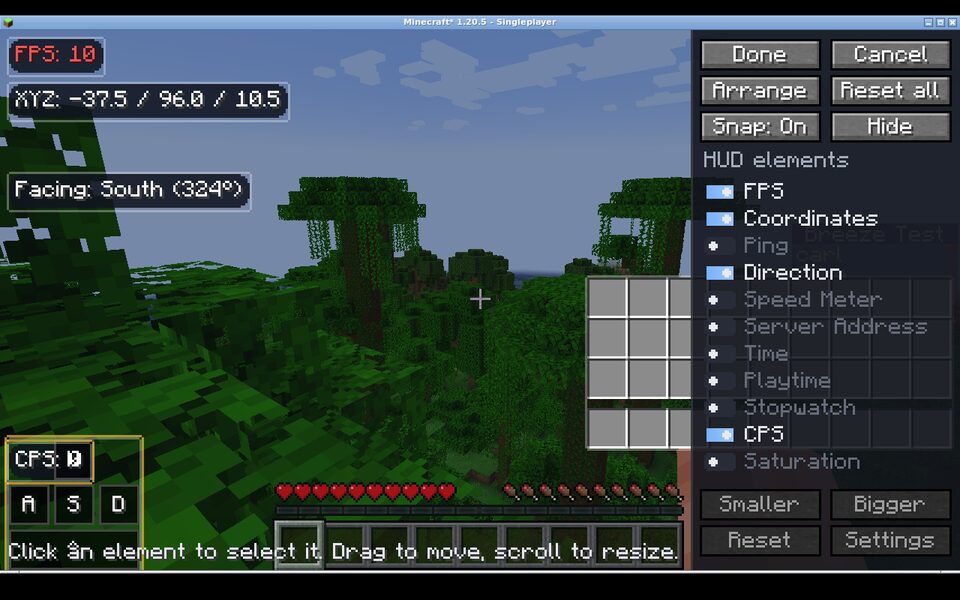 Minecraft* 1.20.5 - Singleplayer
FPS: 10
XYZ: -37.5 / 96.0 / 10.5
Facing: South (324°)
CPS: 0
A S D
Click an element to select it. Drag to move, scroll to resize.
Done Cancel
Arrange Reset all
Snap: On Hide
HUD elements
FPS
Coordinates
Ping
Direction
Speed Meter
Server Address
Time
Playtime
Stopwatch
CPS
Saturation
Smaller Bigger
Reset Settings
Breeze Test